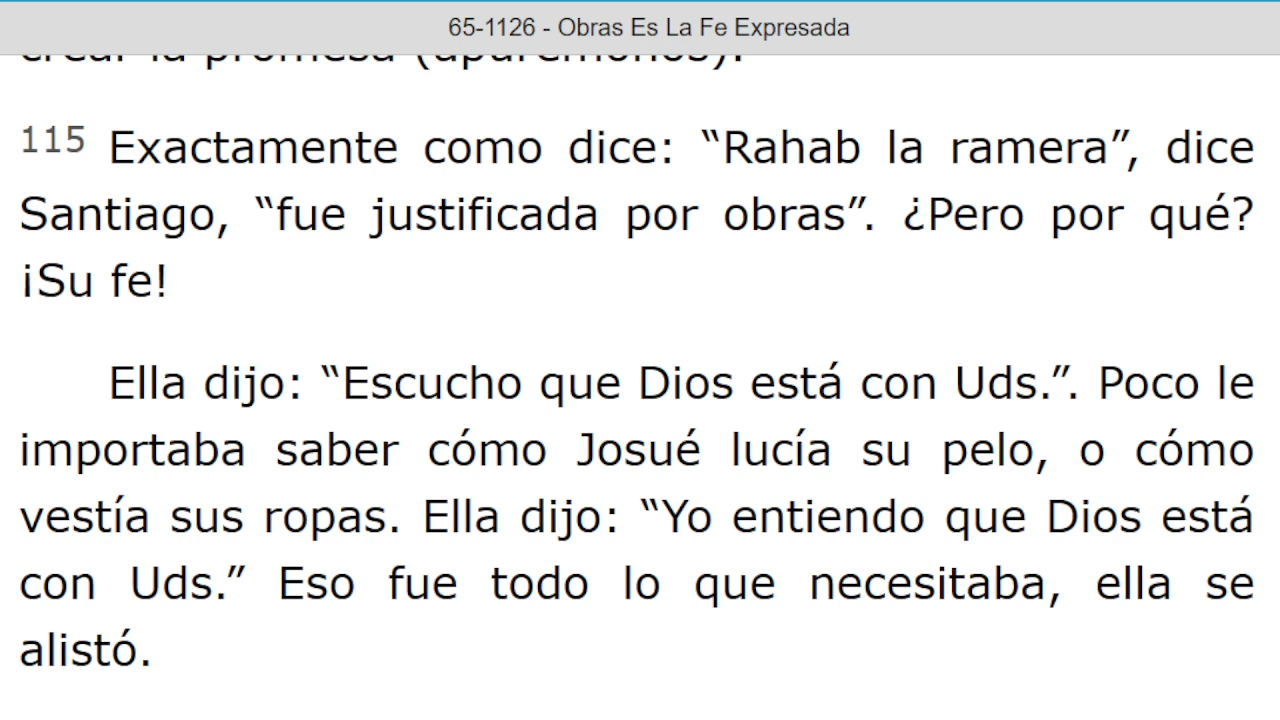 65-1126 - Obras Es La Fe Expresada
115 Exactamente como dice: “Rahab la ramera”, dice
Santiago, “fue justificada por obras”. ¿Pero por qué?
¡Su fe!
Ella dijo: “Escucho que Dios está con Uds.”. Poco le
importaba saber cómo Josué lucía su pelo, o cómo
vestía sus ropas. Ella dijo: “Yo entiendo que Dios está
con Uds.” Eso fue todo lo que necesitaba, ella se
alistó.